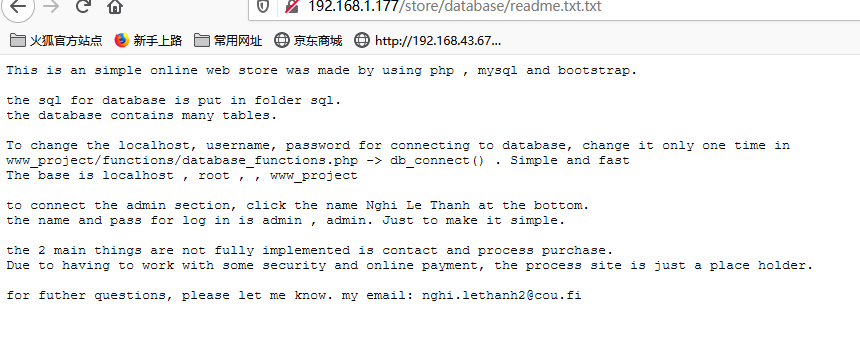 192.168.1.177/store/database/readme.txt.txt
火狐官方站点 新手上路 常用网址 京东商城 http://192.168.43.67...
This is an simple online web store was made by using php , mysql and bootstrap.
the sql for database is put in folder sql.
the database contains many tables.
To change the localhost, username, password for connecting to database, change it only one time in
www_project/functions/database_functions.php -> db_connect() . Simple and fast
The base is localhost , root , , www_project
to connect the admin section, click the name Nghi Le Thanh at the bottom.
the name and pass for log in is admin , admin. Just to make it simple.
the 2 main things are not fully implemented is contact and process purchase.
Due to having to work with some security and online payment, the process site is just a place holder.
for futher questions, please let me know. my email: nghi.lethanh2@cou.fi